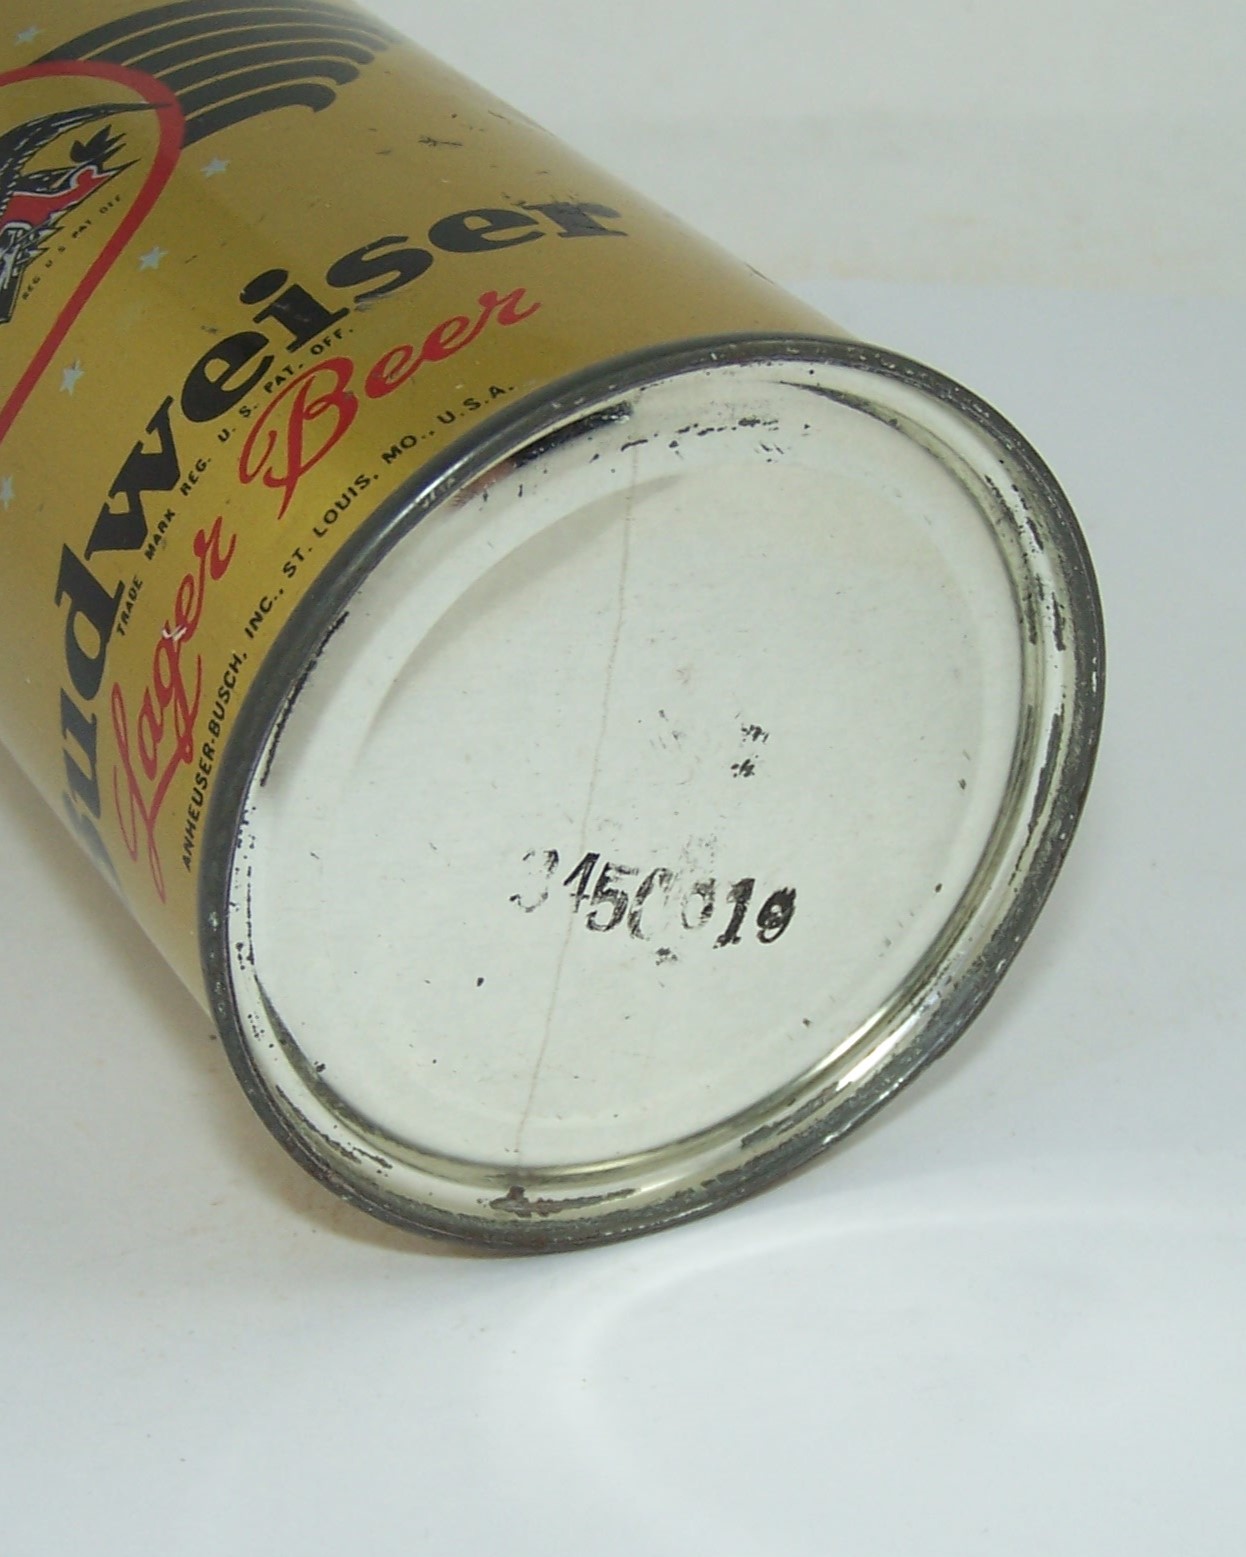 REG. U.S. PAT. OFF.
Budweiser
TRADE MARK REG. U. S. PAT. OFF.
Lager Beer
ANHEUSER-BUSCH, INC., ST. LOUIS, MO., U.S.A.